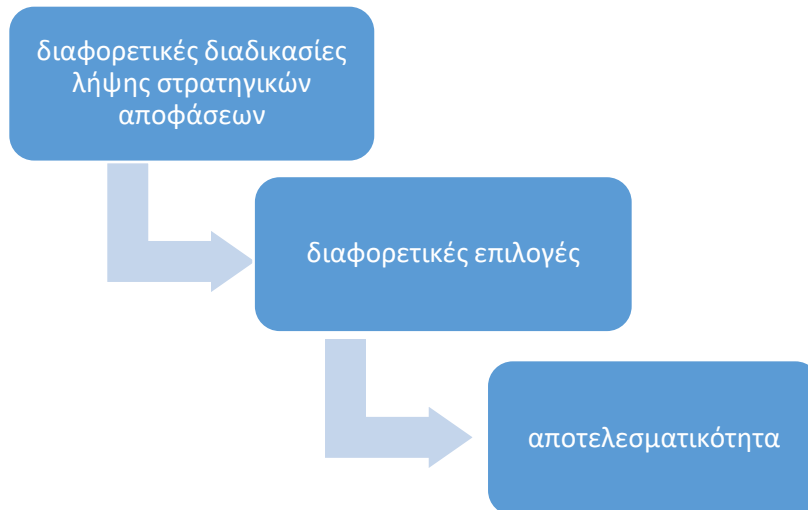 διαφορετικές διαδικασίες
λήψης στρατηγικών
αποφάσεων
διαφορετικές επιλογές
αποτελεσματικότητα